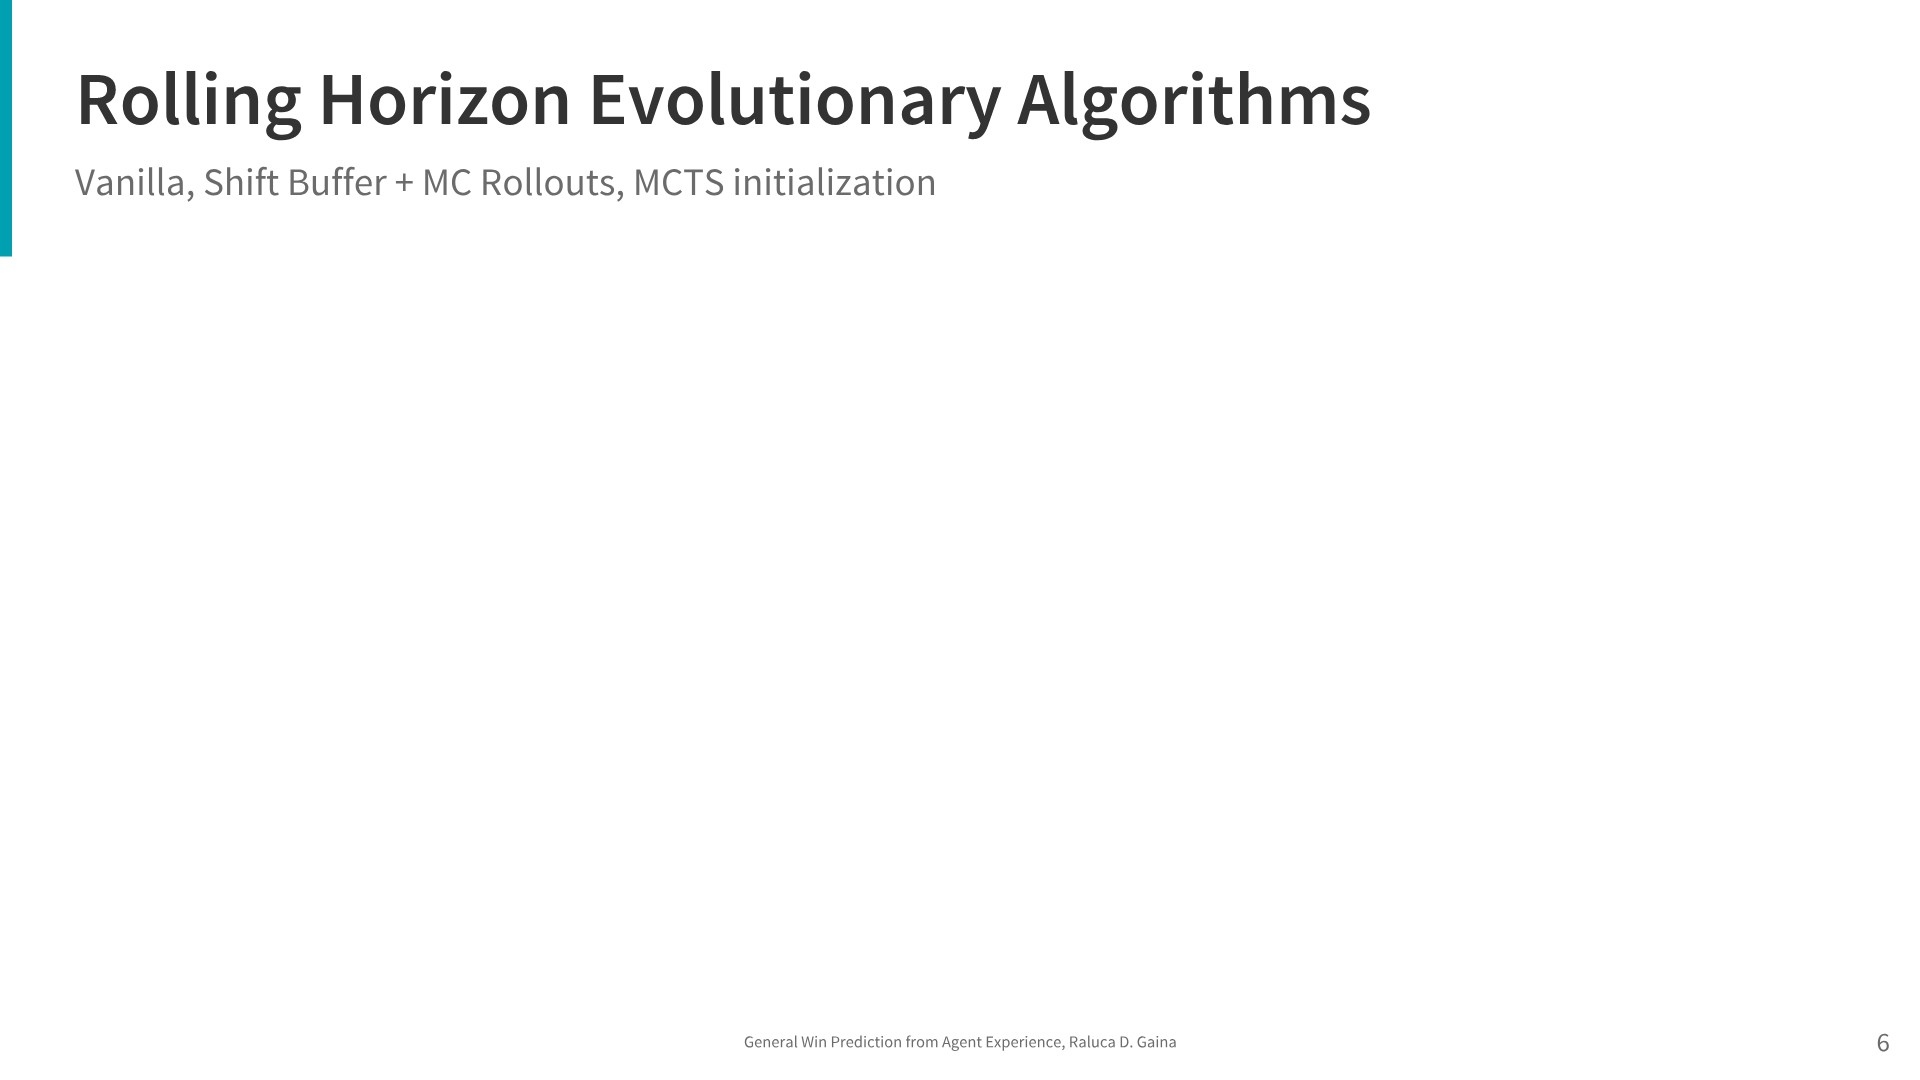 Rolling Horizon Evolutionary Algorithms
Vanilla, Shift Buffer + MC Rollouts, MCTS initialization
General Win Prediction from Agent Experience, Raluca D. Gaina
6